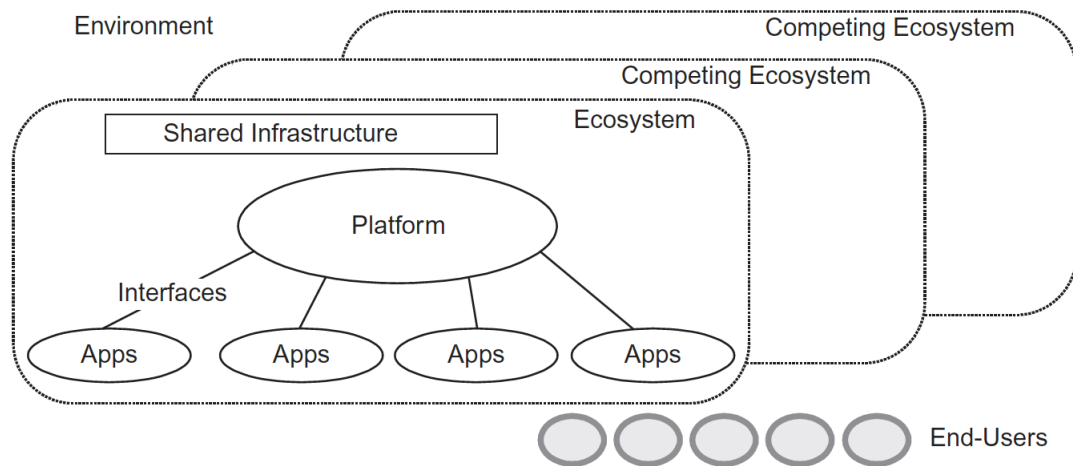 Environment
Competing Ecosystem
Competing Ecosystem
Ecosystem
Shared Infrastructure
Platform
Interfaces
Apps
Apps
Apps
Apps
End-Users